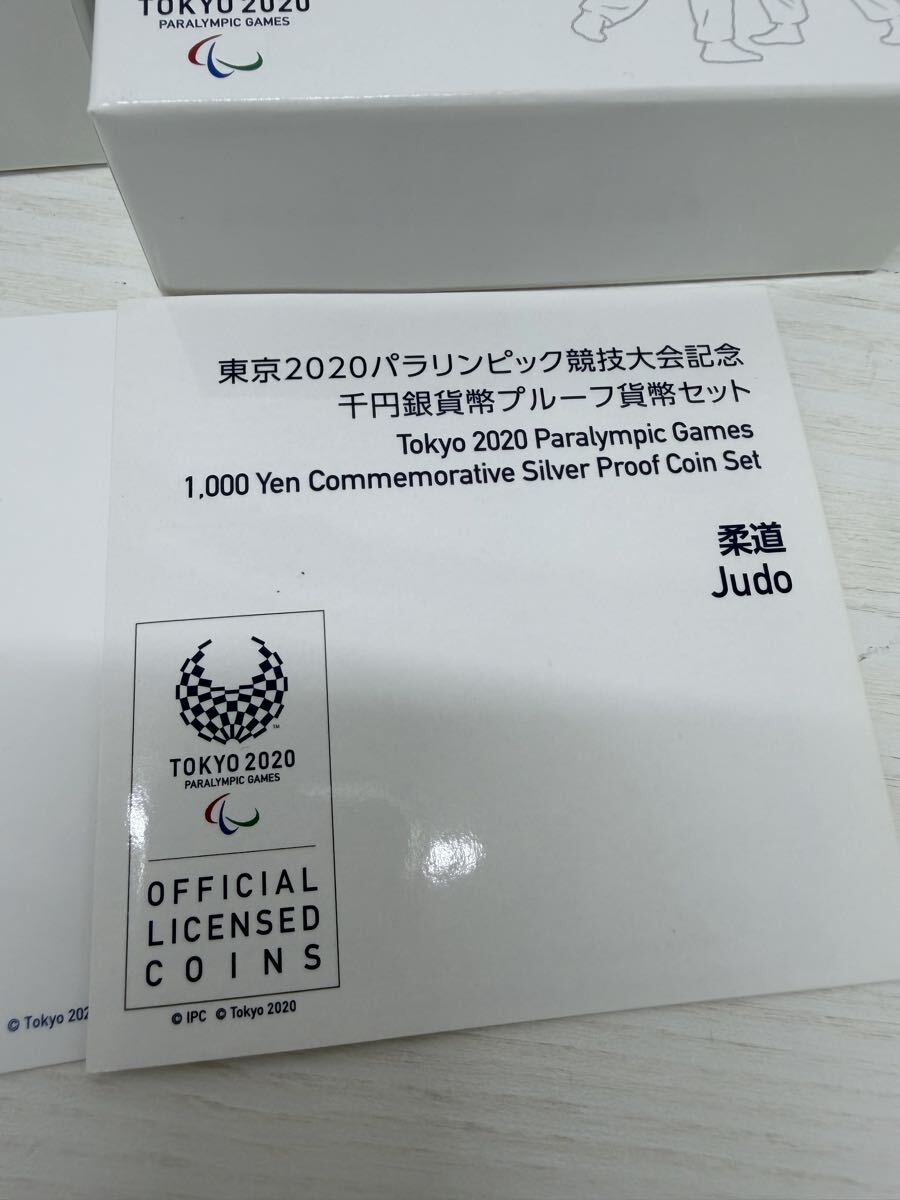 TOKYO 2020
PARALYMPIC GAMES
東京2020パラリンピック競技大会記念
千円銀貨幣プルーフ貨幣セット
Tokyo 2020 Paralympic Games
1,000 Yen Commemorative Silver Proof Coin Set
柔道
Judo
TM
TOKYO 2020
PARALYMPIC GAMES
OFFICIAL
LICENSED
COINS
© IPC © Tokyo 2020
© Tokyo 202